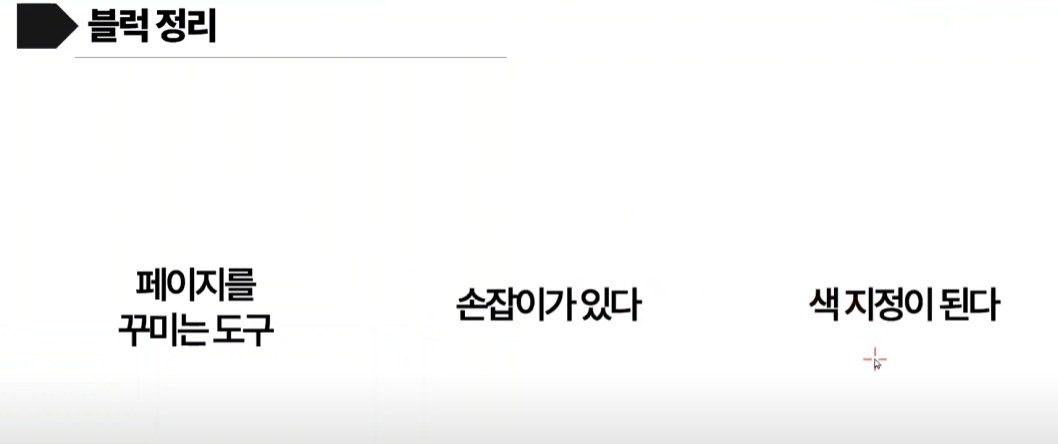 블럭 정리
페이지를
꾸미는 도구
손잡이가 있다
색 지정이 된다